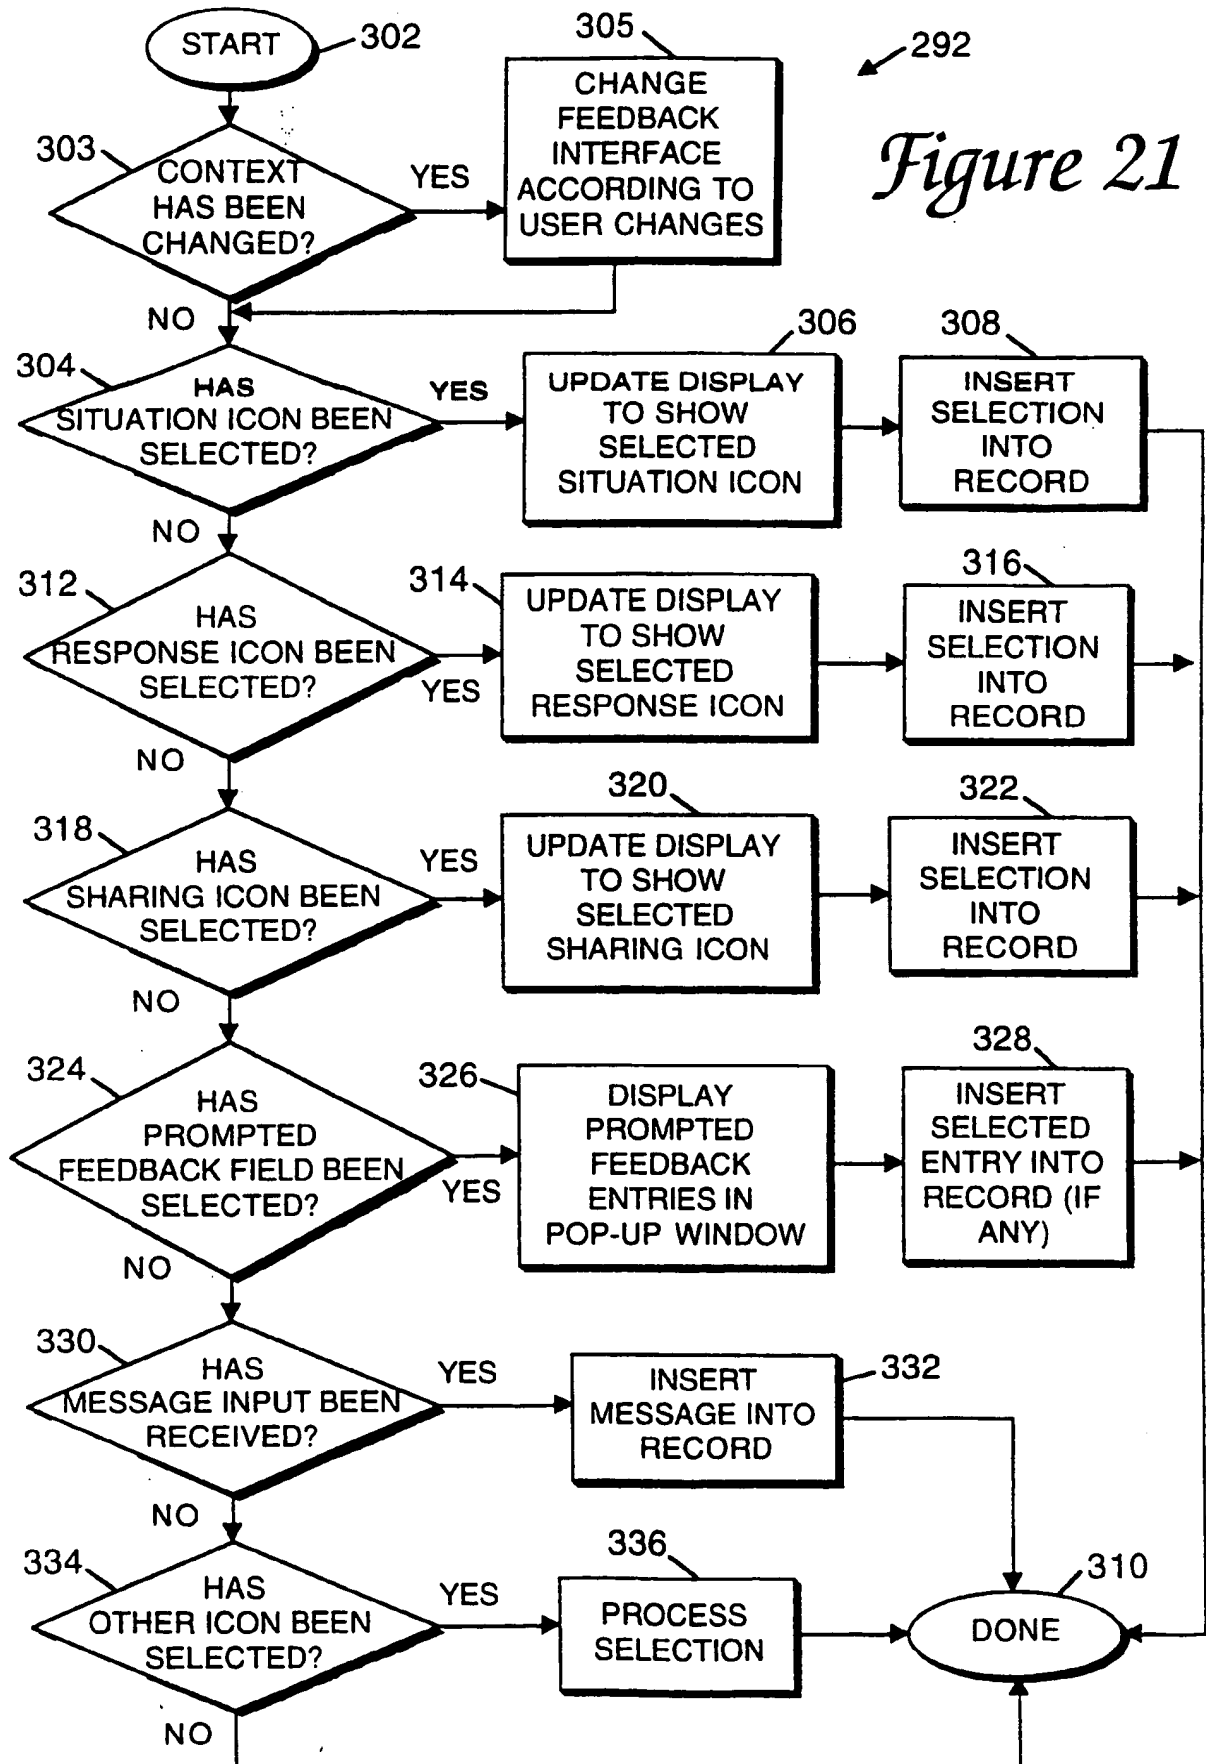 START
302
305
292
Figure 21
303
CONTEXT
HAS BEEN
CHANGED?
YES
CHANGE
FEEDBACK
INTERFACE
ACCORDING TO
USER CHANGES
NO
304
HAS
SITUATION ICON BEEN
SELECTED?
YES
306
UPDATE DISPLAY
TO SHOW
SELECTED
SITUATION ICON
308
INSERT
SELECTION
INTO
RECORD
NO
312
HAS
RESPONSE ICON BEEN
SELECTED?
YES
314
UPDATE DISPLAY
TO SHOW
SELECTED
RESPONSE ICON
316
INSERT
SELECTION
INTO
RECORD
NO
318
HAS
SHARING ICON BEEN
SELECTED?
YES
320
UPDATE DISPLAY
TO SHOW
SELECTED
SHARING ICON
322
INSERT
SELECTION
INTO
RECORD
NO
324
HAS
PROMPTED
FEEDBACK FIELD BEEN
SELECTED?
YES
326
DISPLAY
PROMPTED
FEEDBACK
ENTRIES IN
POP-UP WINDOW
328
INSERT
SELECTED
ENTRY INTO
RECORD (IF
ANY)
NO
330
HAS
MESSAGE INPUT BEEN
RECEIVED?
YES
INSERT
MESSAGE INTO
RECORD
332
NO
334
HAS
OTHER ICON BEEN
SELECTED?
YES
336
PROCESS
SELECTION
310
DONE
NO